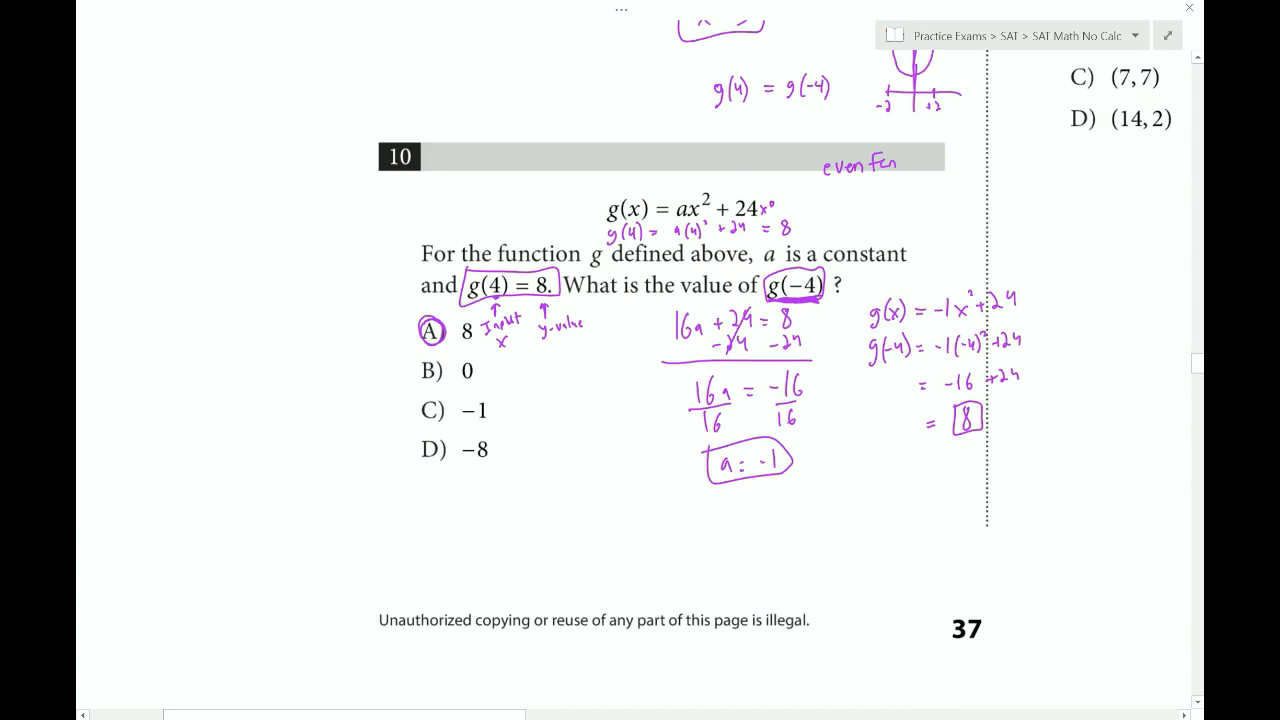 Practice Exams > SAT > SAT Math No Calc
C) (7, 7)
g(4) = g(-4)
-2 +2
D) (14, 2)
10
even Fcn
g(x) = ax² + 24x⁰
g(4) = a(4)² + 24 = 8
For the function g defined above, a is a constant
and g(4) = 8. What is the value of g(−4) ?
A) 8
Input
x
y-value
B) 0
C) −1
D) −8
16a + 24 = 8
-24 -24
16a = -16
16 16
a = -1
g(x) = -1x² + 24
g(-4) = -1(-4)² + 24
= -16 + 24
= 8
Unauthorized copying or reuse of any part of this page is illegal.
37